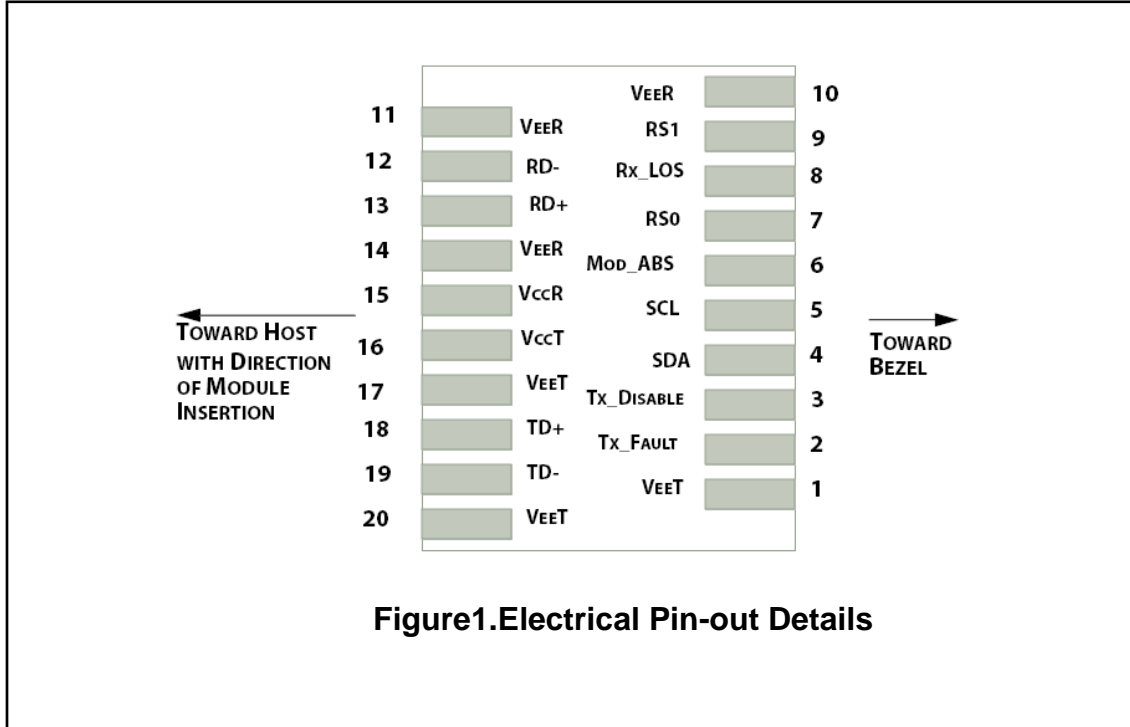 11 VEER
12 RD-
13 RD+
14 VEER
15 VCCR
16 VCCT
17 VEET
18 TD+
19 TD-
20 VEET
VEER 10
RS1 9
RX_LOS 8
RS0 7
MOD_ABS 6
SCL 5
SDA 4
TX_DISABLE 3
TX_FAULT 2
VEET 1
TOWARD HOST
WITH DIRECTION
OF MODULE
INSERTION
TOWARD
BEZEL
Figure1.Electrical Pin-out Details